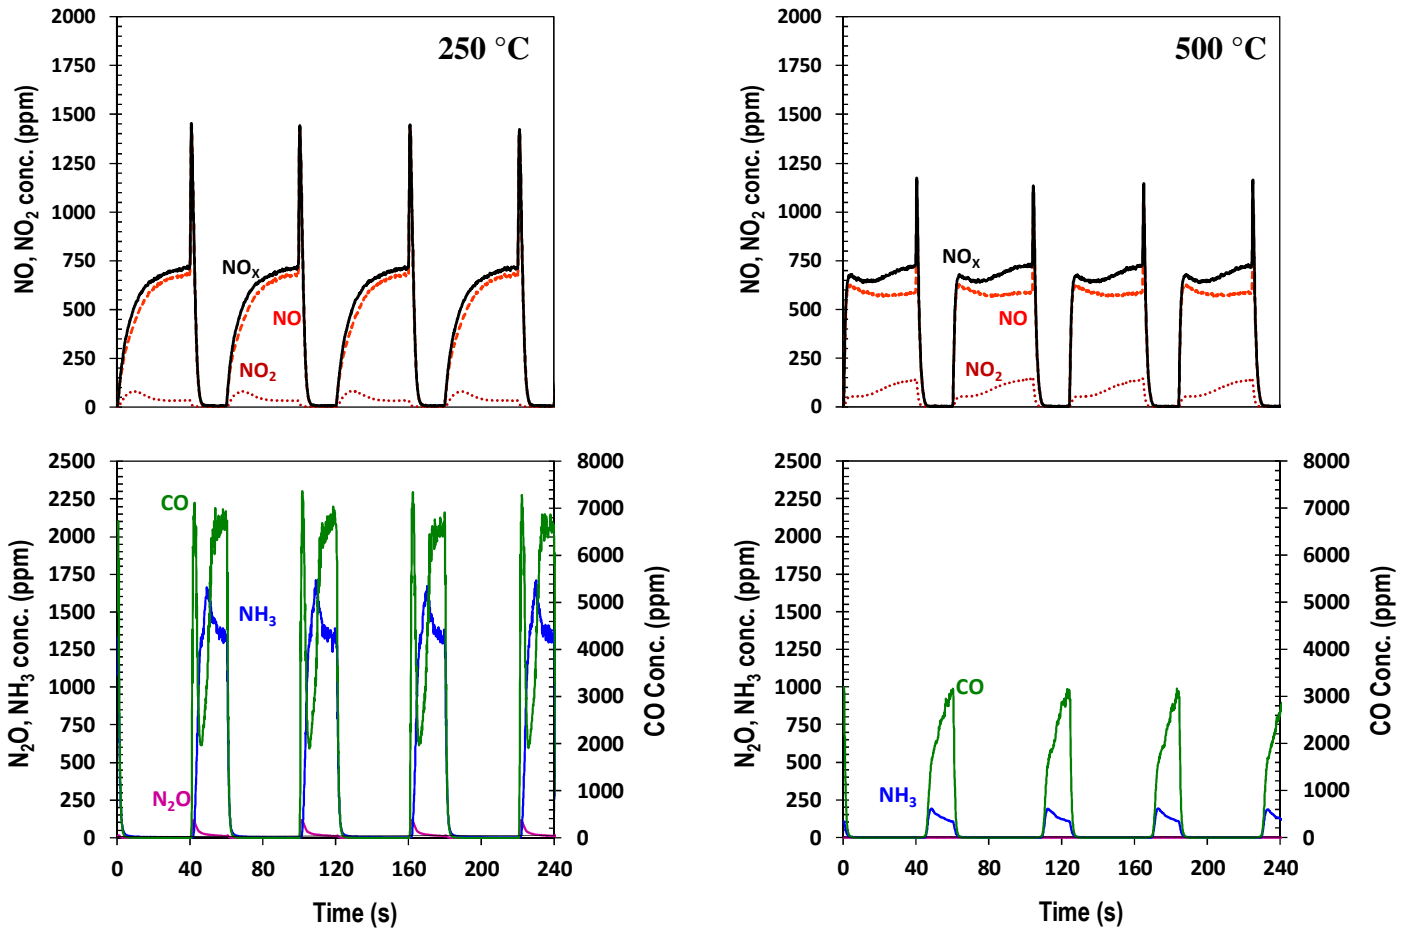 250 °C
2000
1750
1500
1250
1000
750
500
250
0
NO, NO2 conc. (ppm)
NOX
NO
NO2
500 °C
2000
1750
1500
1250
1000
750
500
250
0
NO, NO2 conc. (ppm)
NOX
NO
NO2
2500
2250
2000
1750
1500
1250
1000
750
500
250
0
N2O, NH3 conc. (ppm)
CO
NH3
N2O
8000
7000
6000
5000
4000
3000
2000
1000
0
CO Conc. (ppm)
0 40 80 120 160 200 240
Time (s)
2500
2250
2000
1750
1500
1250
1000
750
500
250
0
N2O, NH3 conc. (ppm)
CO
NH3
8000
7000
6000
5000
4000
3000
2000
1000
0
CO Conc. (ppm)
0 40 80 120 160 200 240
Time (s)